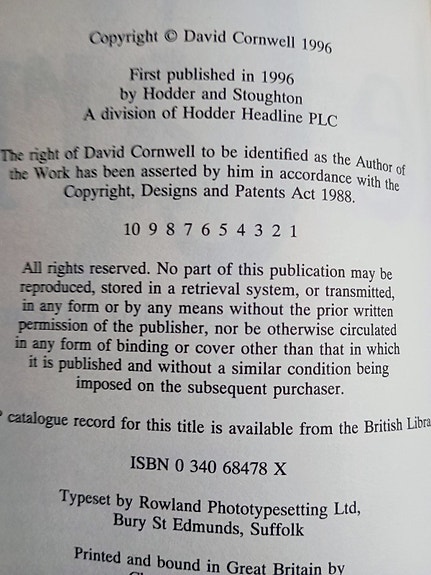 Copyright © David Cornwell 1996
First published in 1996
by Hodder and Stoughton
A division of Hodder Headline PLC
The right of David Cornwell to be identified as the Author of
the Work has been asserted by him in accordance with the
Copyright, Designs and Patents Act 1988.
10 9 8 7 6 5 4 3 2 1
All rights reserved. No part of this publication may be
reproduced, stored in a retrieval system, or transmitted,
in any form or by any means without the prior written
permission of the publisher, nor be otherwise circulated
in any form of binding or cover other than that in which
it is published and without a similar condition being
imposed on the subsequent purchaser.
catalogue record for this title is available from the British
ISBN 0 340 68478 X
Typeset by Rowland Phototypesetting Ltd,
Bury St Edmunds, Suffolk
Printed and bound in Great Britain by